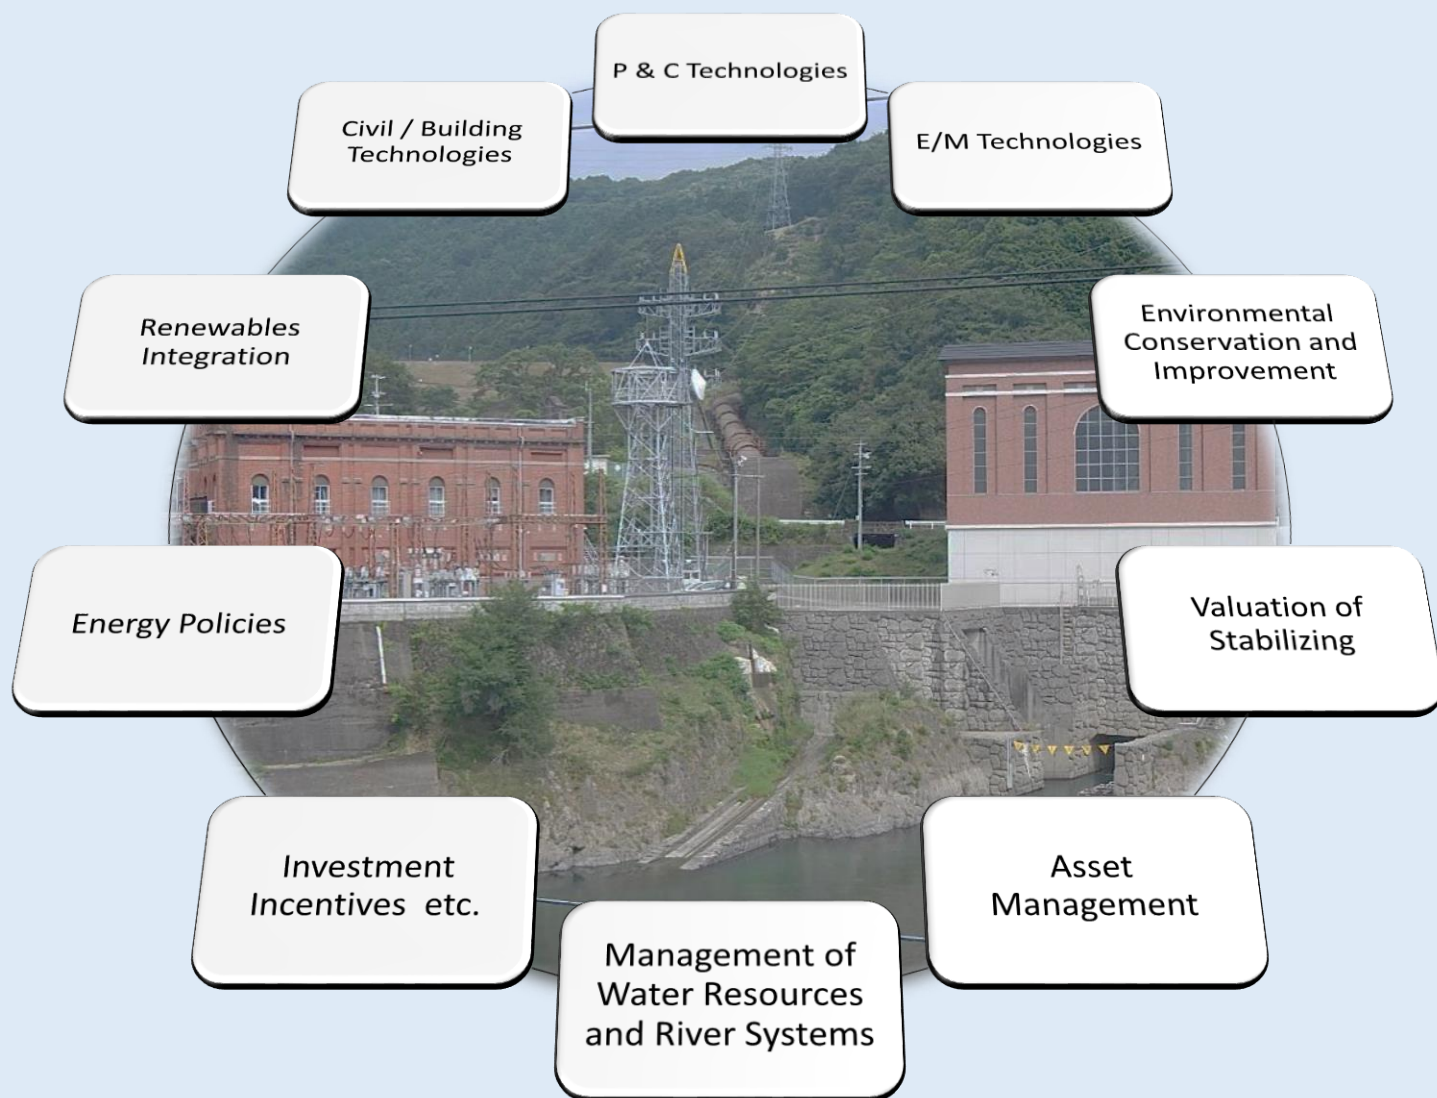 P & C Technologies
E/M Technologies
Environmental
Conservation and
Improvement
Valuation of
Stabilizing
Asset
Management
Management of
Water Resources
and River Systems
Investment
Incentives etc.
Energy Policies
Renewables
Integration
Civil / Building
Technologies